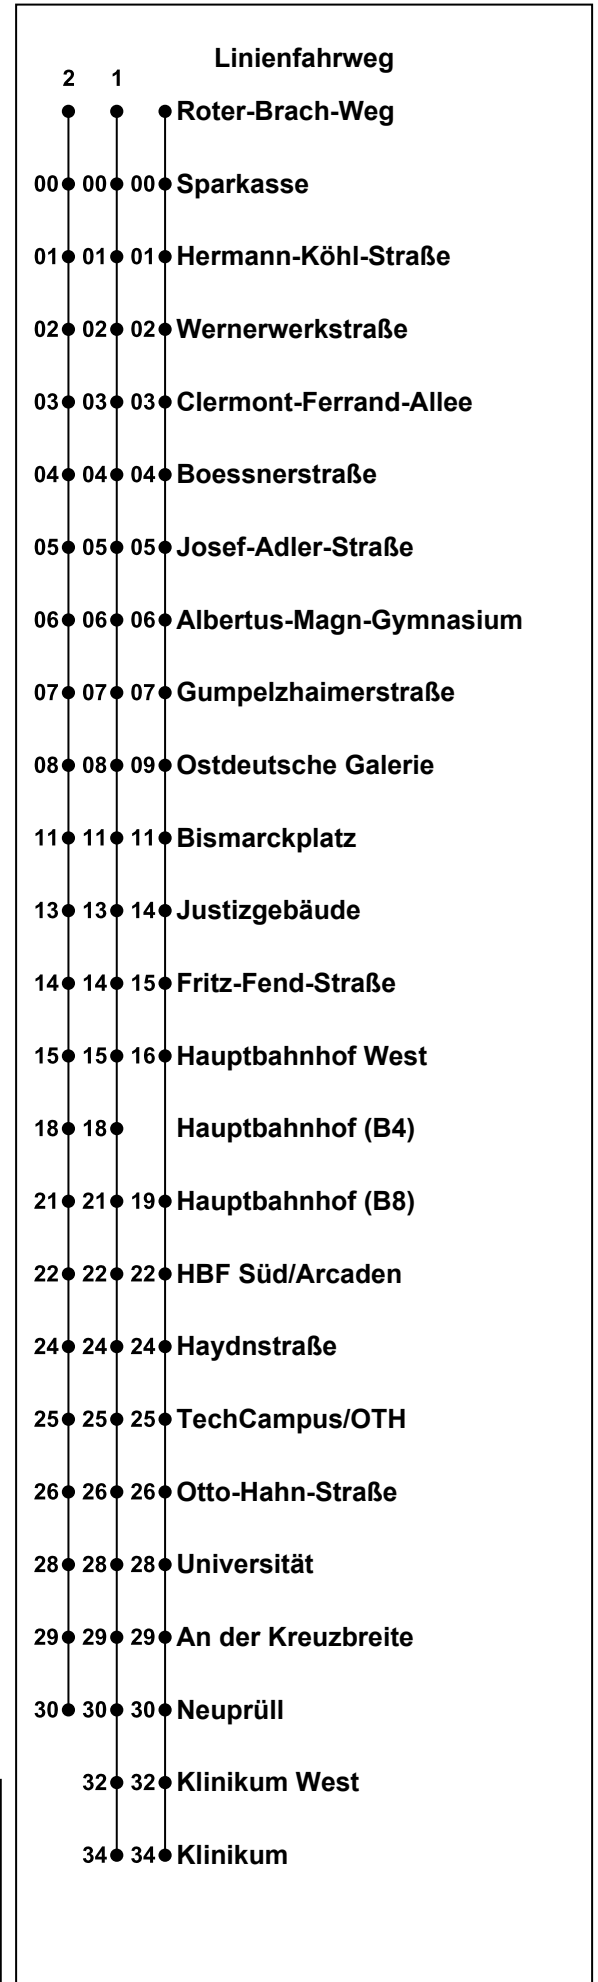 Linienfahrweg
2 1
Roter-Brach-Weg
00 00 00 Sparkasse
01 01 01 Hermann-Köhl-Straße
02 02 02 Wernerwerkstraße
03 03 03 Clermont-Ferrand-Allee
04 04 04 Boessnerstraße
05 05 05 Josef-Adler-Straße
06 06 06 Albertus-Magn-Gymnasium
07 07 07 Gumpelzhaimerstraße
08 08 09 Ostdeutsche Galerie
11 11 11 Bismarckplatz
13 13 14 Justizgebäude
14 14 15 Fritz-Fend-Straße
15 15 16 Hauptbahnhof West
18 18 Hauptbahnhof (B4)
21 21 19 Hauptbahnhof (B8)
22 22 22 HBF Süd/Arcaden
24 24 24 Haydnstraße
25 25 25 TechCampus/OTH
26 26 26 Otto-Hahn-Straße
28 28 28 Universität
29 29 29 An der Kreuzbreite
30 30 30 Neuprüll
32 32 Klinikum West
34 34 Klinikum